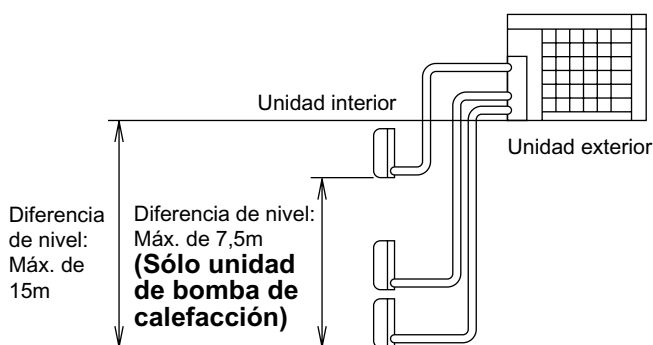 Unidad interior
Unidad exterior
Diferencia
de nivel:
Máx. de
15m
Diferencia de nivel:
Máx. de 7,5m
(Sólo unidad
de bomba de
calefacción)